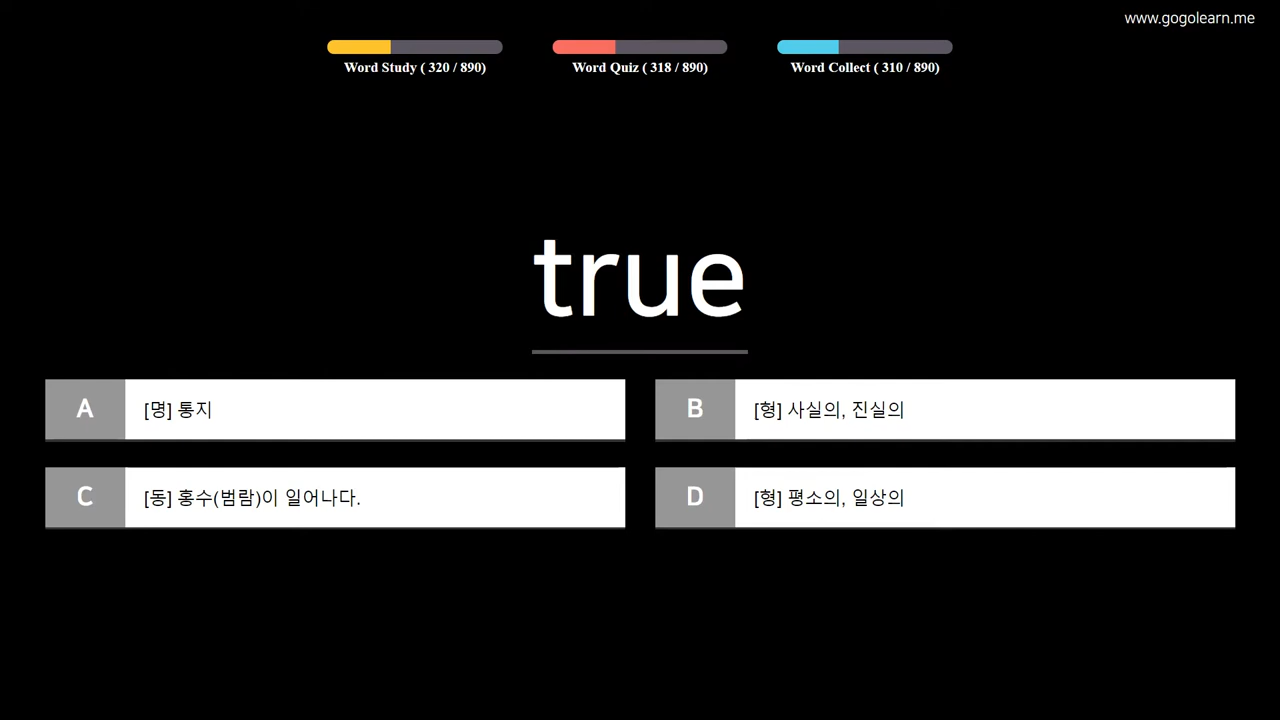 www.gogolearn.me
Word Study ( 320 / 890)
Word Quiz ( 318 / 890)
Word Collect ( 310 / 890)
true
A [명] 통지
B [형] 사실의, 진실의
C [동] 홍수(범람)이 일어나다.
D [형] 평소의, 일상의